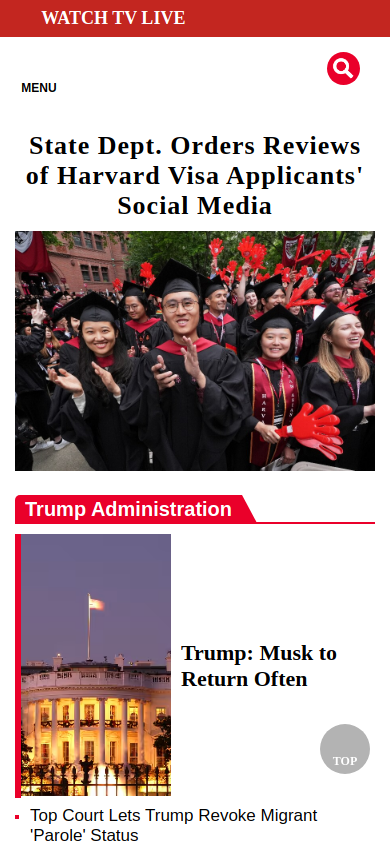 WATCH TV LIVE
MENU
State Dept. Orders Reviews
of Harvard Visa Applicants'
Social Media
Trump Administration
Trump: Musk to
Return Often
TOP
Top Court Lets Trump Revoke Migrant
'Parole' Status